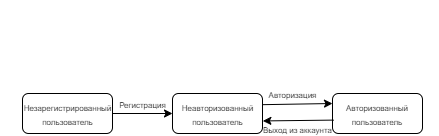 Незарегистрированный
пользователь
Регистрация
Неавторизованный
пользователь
Авторизация
Выход из аккаунта
Авторизованный
пользователь